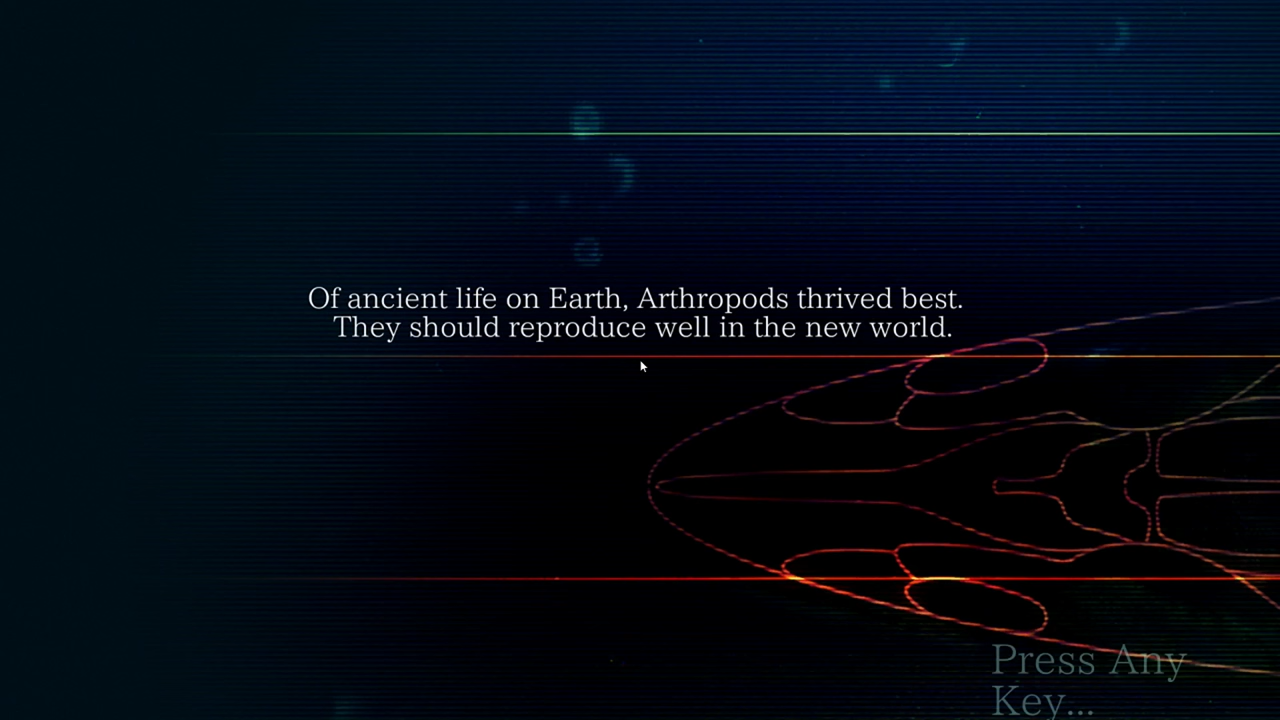 Of ancient life on Earth, Arthropods thrived best.
They should reproduce well in the new world.
Press Any
Key...